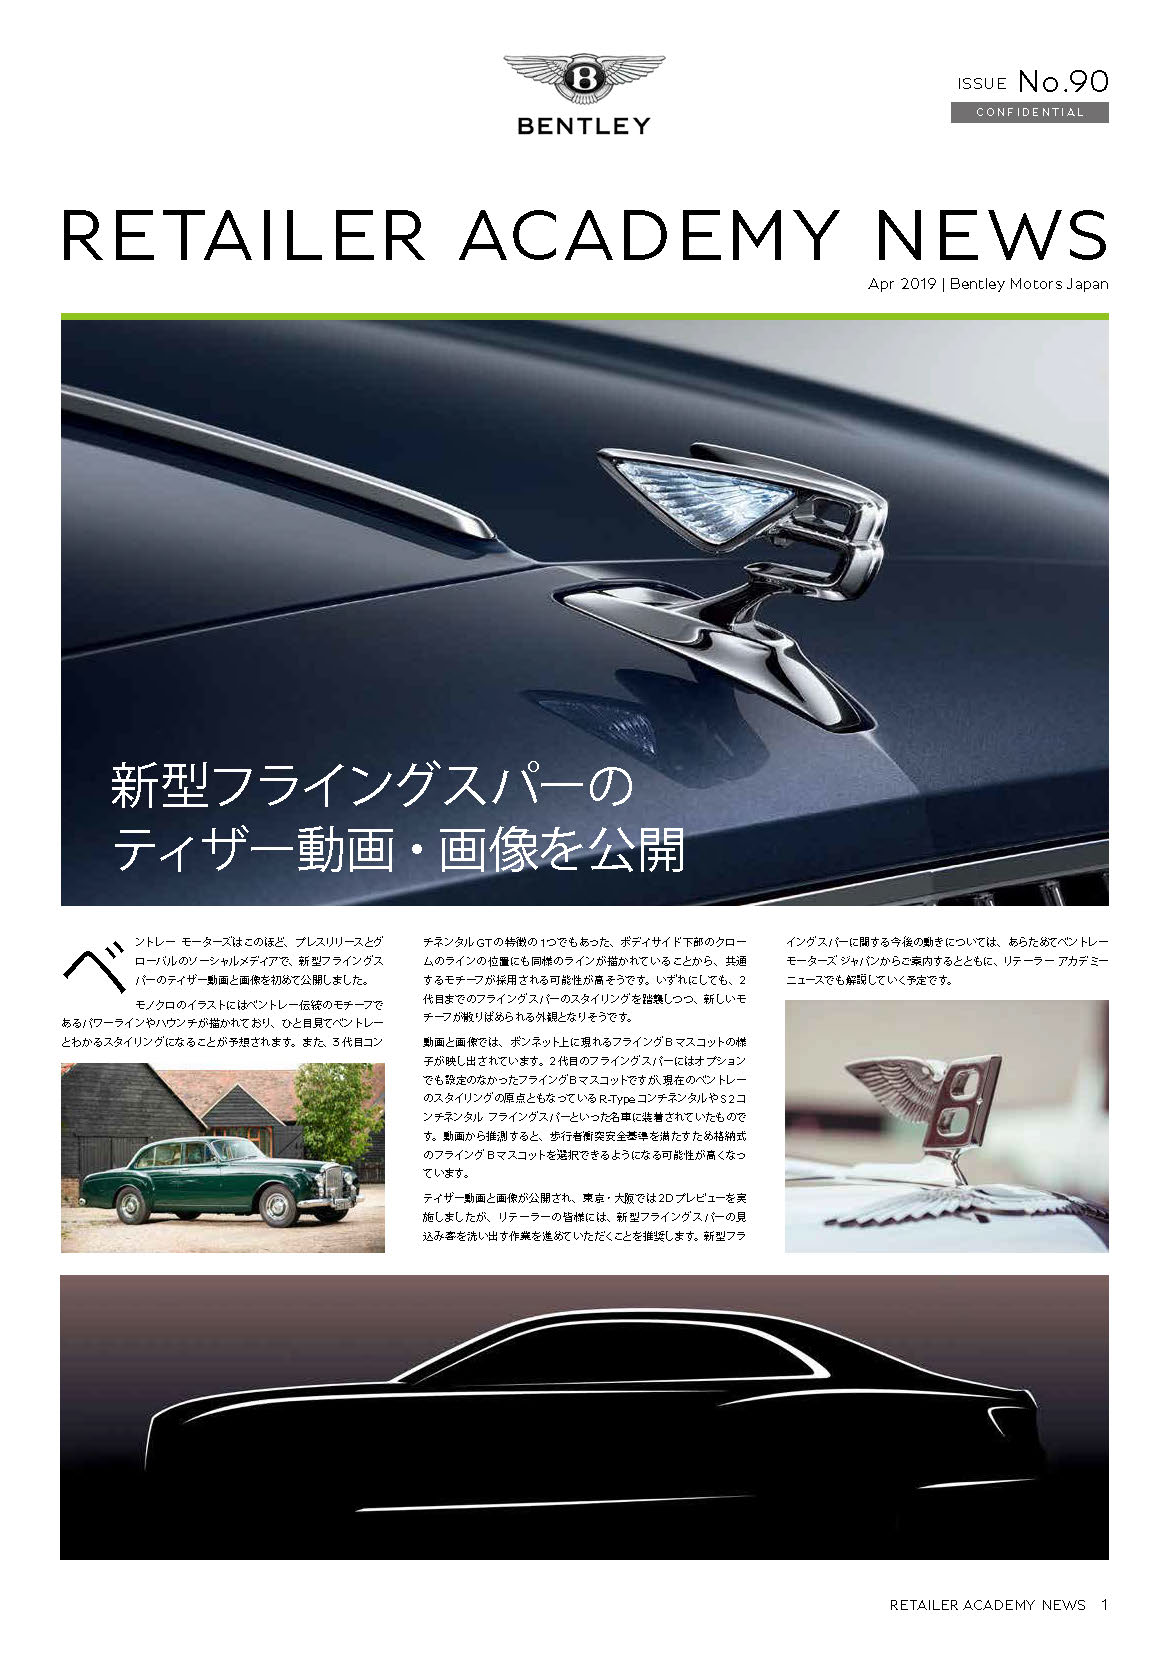 BENTLEY
ISSUE No.90
CONFIDENTIAL
RETAILER ACADEMY NEWS
Apr 2019 | Bentley Motors Japan
新型フライングスパーの
ティザー動画・画像を公開
ベントレー モーターズはこのほど、プレスリリースとグ
ローバルのソーシャルメディアで、新型フライングス
パーのティザー動画と画像を初めて公開しました。
モノクロのイラストにはベントレー伝統のモチーフで
あるパワーラインやハウンチが描かれており、ひと目見てベントレー
とわかるスタイリングになることが予想されます。また、3代目コン
チネンタルGTの特徴の1つでもあった、ボディサイド下部のクロー
ムのラインの位置にも同様のラインが描かれていることから、共通
するモチーフが採用される可能性が高そうです。いずれにしても、2
代目までのフライングスパーのスタイリングを踏襲しつつ、新しいモ
チーフが散りばめられる外観となりそうです。
動画と画像では、ボンネット上に現れるフライングBマスコットの様
子が映し出されています。2代目のフライングスパーにはオプション
でも設定のなかったフライングBマスコットですが、現在のベントレー
のスタイリングの原点ともなっているR-TypeコンチネンタルやS2コ
ンチネンタル フライングスパーといった名車に装着されていたもので
す。動画から推測すると、歩行者衝突安全基準を満たすため格納式
のフライングBマスコットを選択できるようになる可能性が高くなっ
ています。
ティザー動画と画像が公開され、東京・大阪では2Dプレビューを実
施しましたが、リテーラーの皆様には、新型フライングスパーの見
込み客を洗い出す作業を進めていただくことを推奨します。新型フラ
イングスパーに関する今後の動きについては、あらためてベントレー
モーターズ ジャパンからご案内するとともに、リテーラー アカデミー
ニュースでも解説していく予定です。
RETAILER ACADEMY NEWS 1